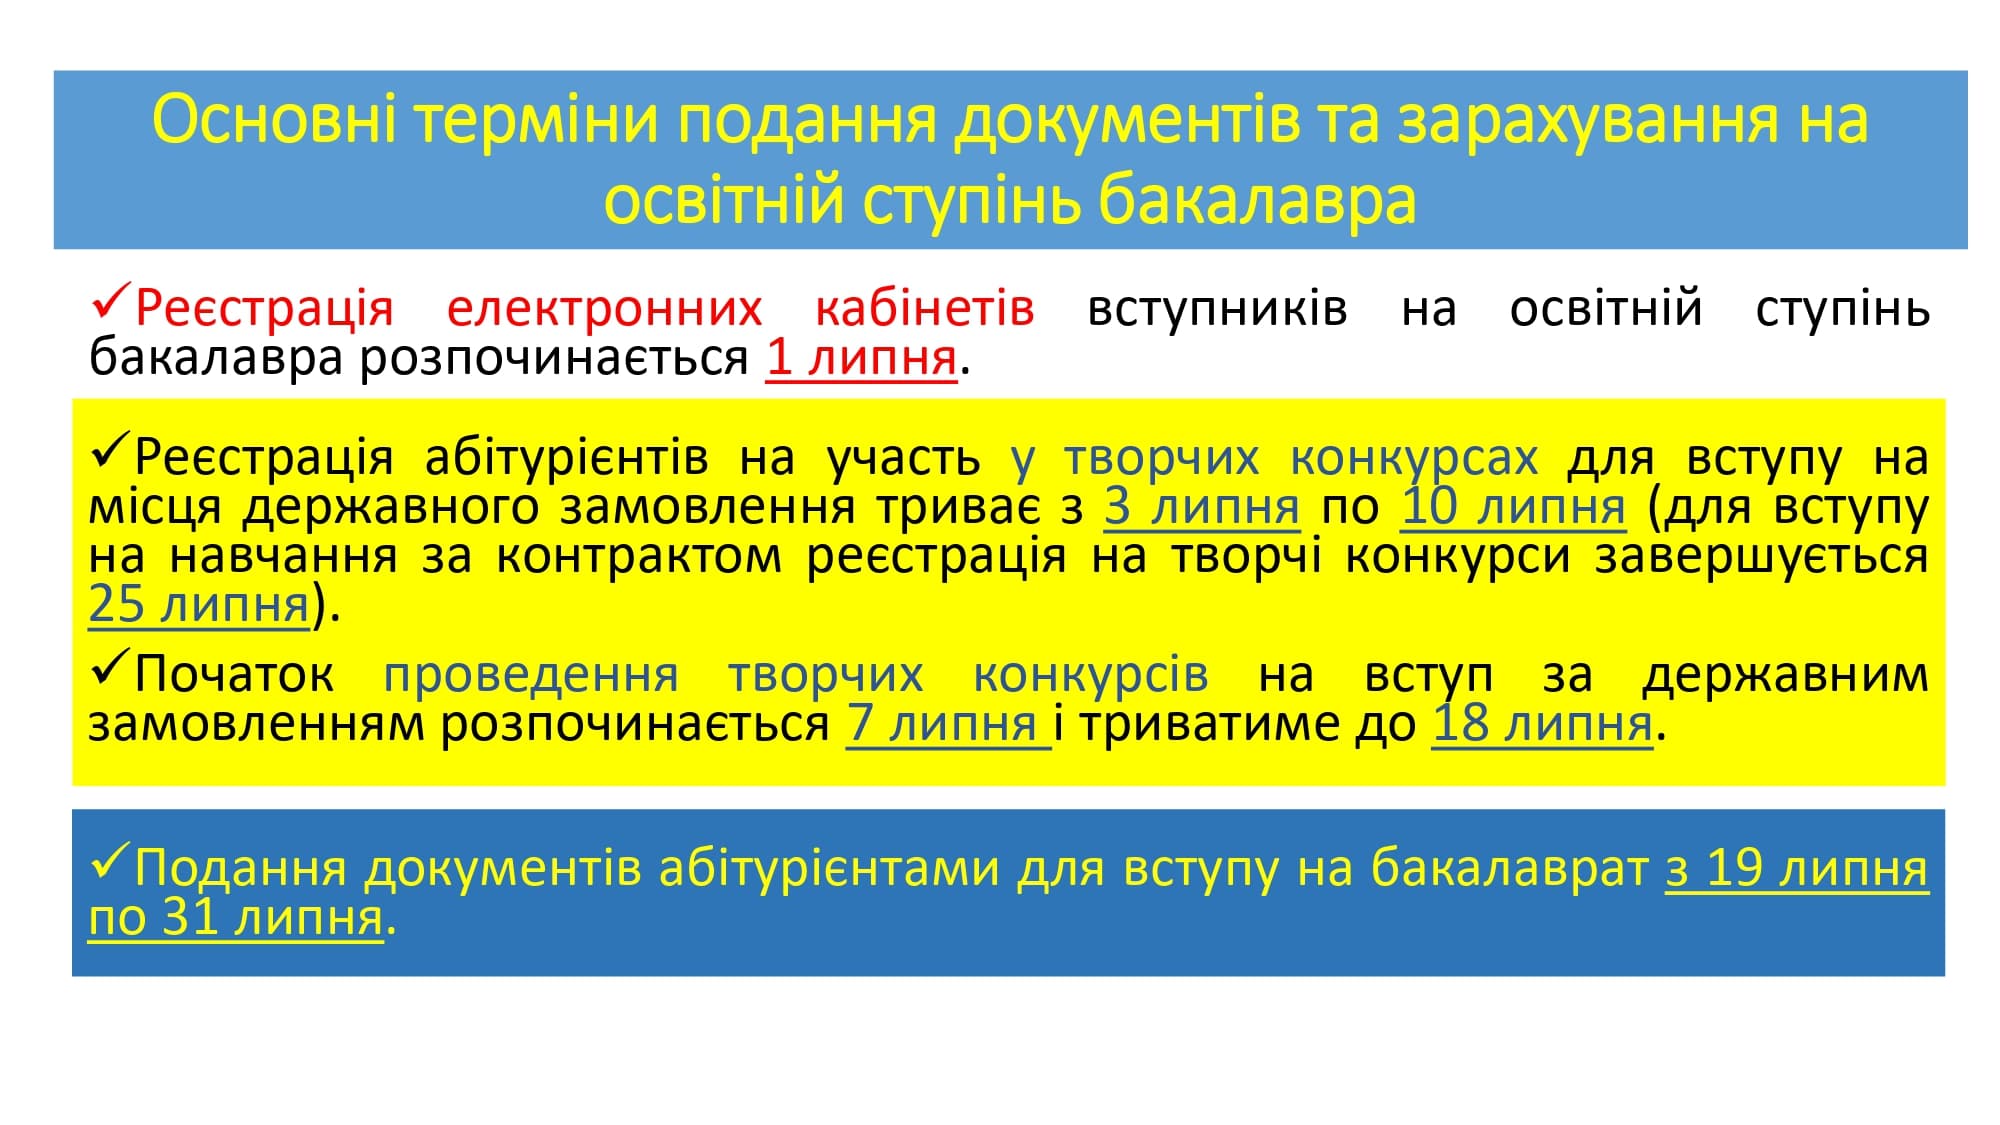 Основні терміни подання документів та зарахування на
освітній ступінь бакалавра
✓Реєстрація електронних кабінетів вступників на освітній ступінь
бакалавра розпочинається 1 липня.
✓Реєстрація абітурієнтів на участь у творчих конкурсах для вступу на
місця державного замовлення триває з 3 липня по 10 липня (для вступу
на навчання за контрактом реєстрація на творчі конкурси завершується
25 липня).
✓Початок проведення творчих конкурсів на вступ за державним
замовленням розпочинається 7 липня і триватиме до 18 липня.
✓Подання документів абітурієнтами для вступу на бакалаврат з 19 липня
по 31 липня.